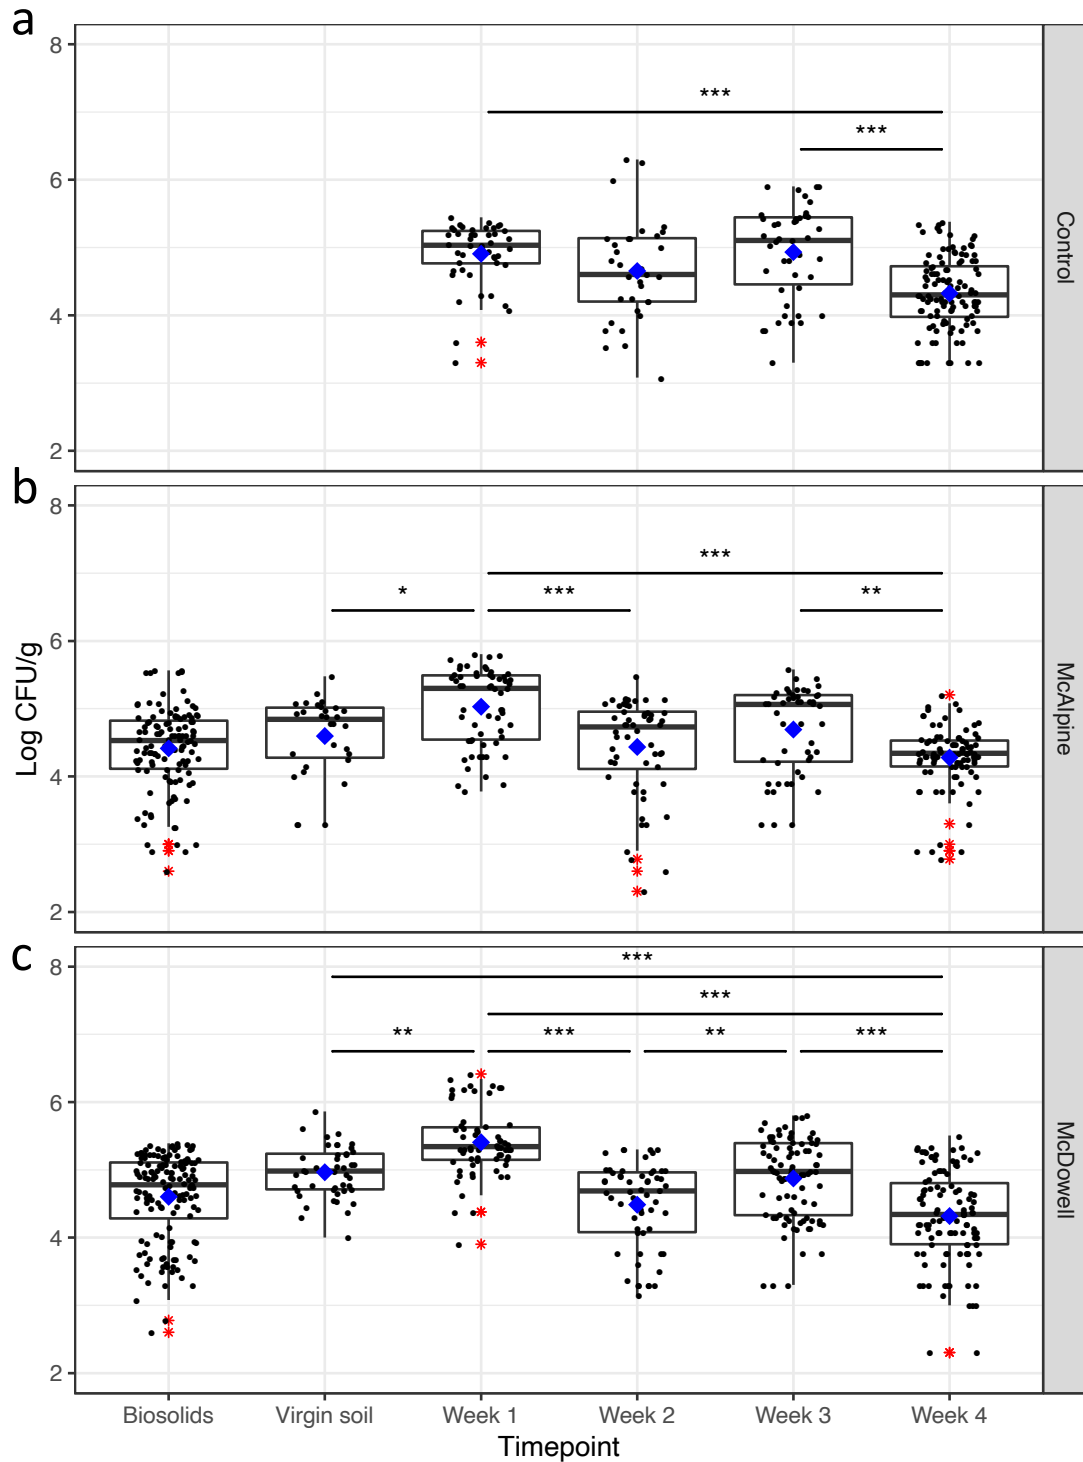 a
8
6
4
2
***
***
Control
b
8
6
4
2
***
*
***
**
McAlpine
Log CFU/g
c
8
6
4
2
***
***
**
***
**
***
McDowell
Biosolids Virgin soil Week 1 Week 2 Week 3 Week 4
Timepoint